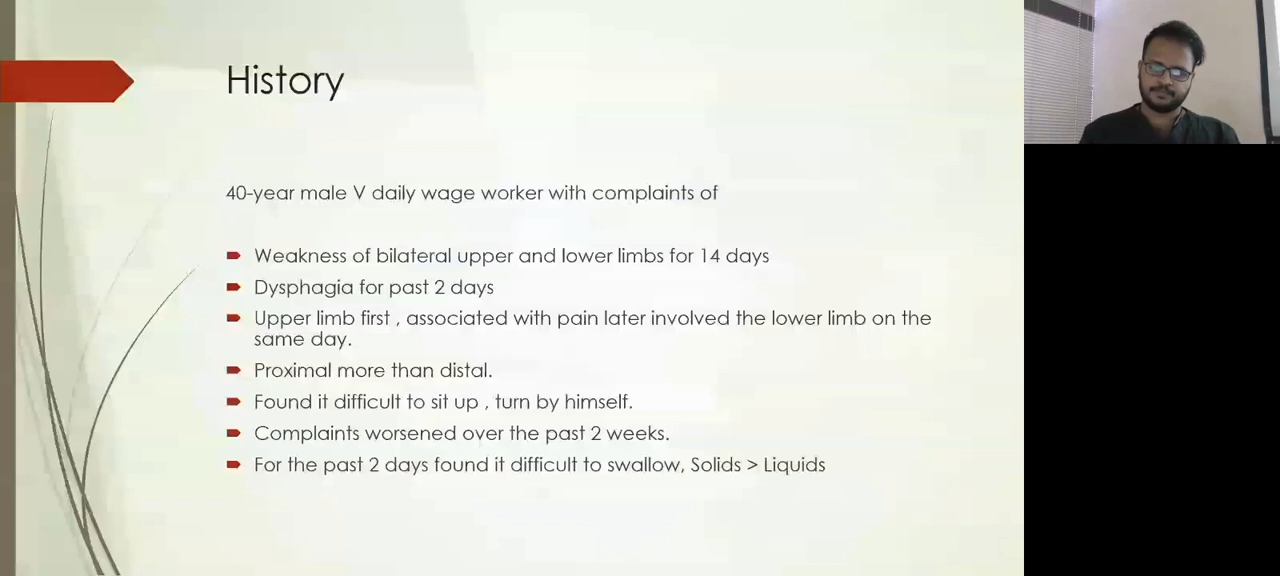 History
40-year male V daily wage worker with complaints of
Weakness of bilateral upper and lower limbs for 14 days
Dysphagia for past 2 days
Upper limb first , associated with pain later involved the lower limb on the
same day.
Proximal more than distal.
Found it difficult to sit up , turn by himself.
Complaints worsened over the past 2 weeks.
For the past 2 days found it difficult to swallow, Solids > Liquids